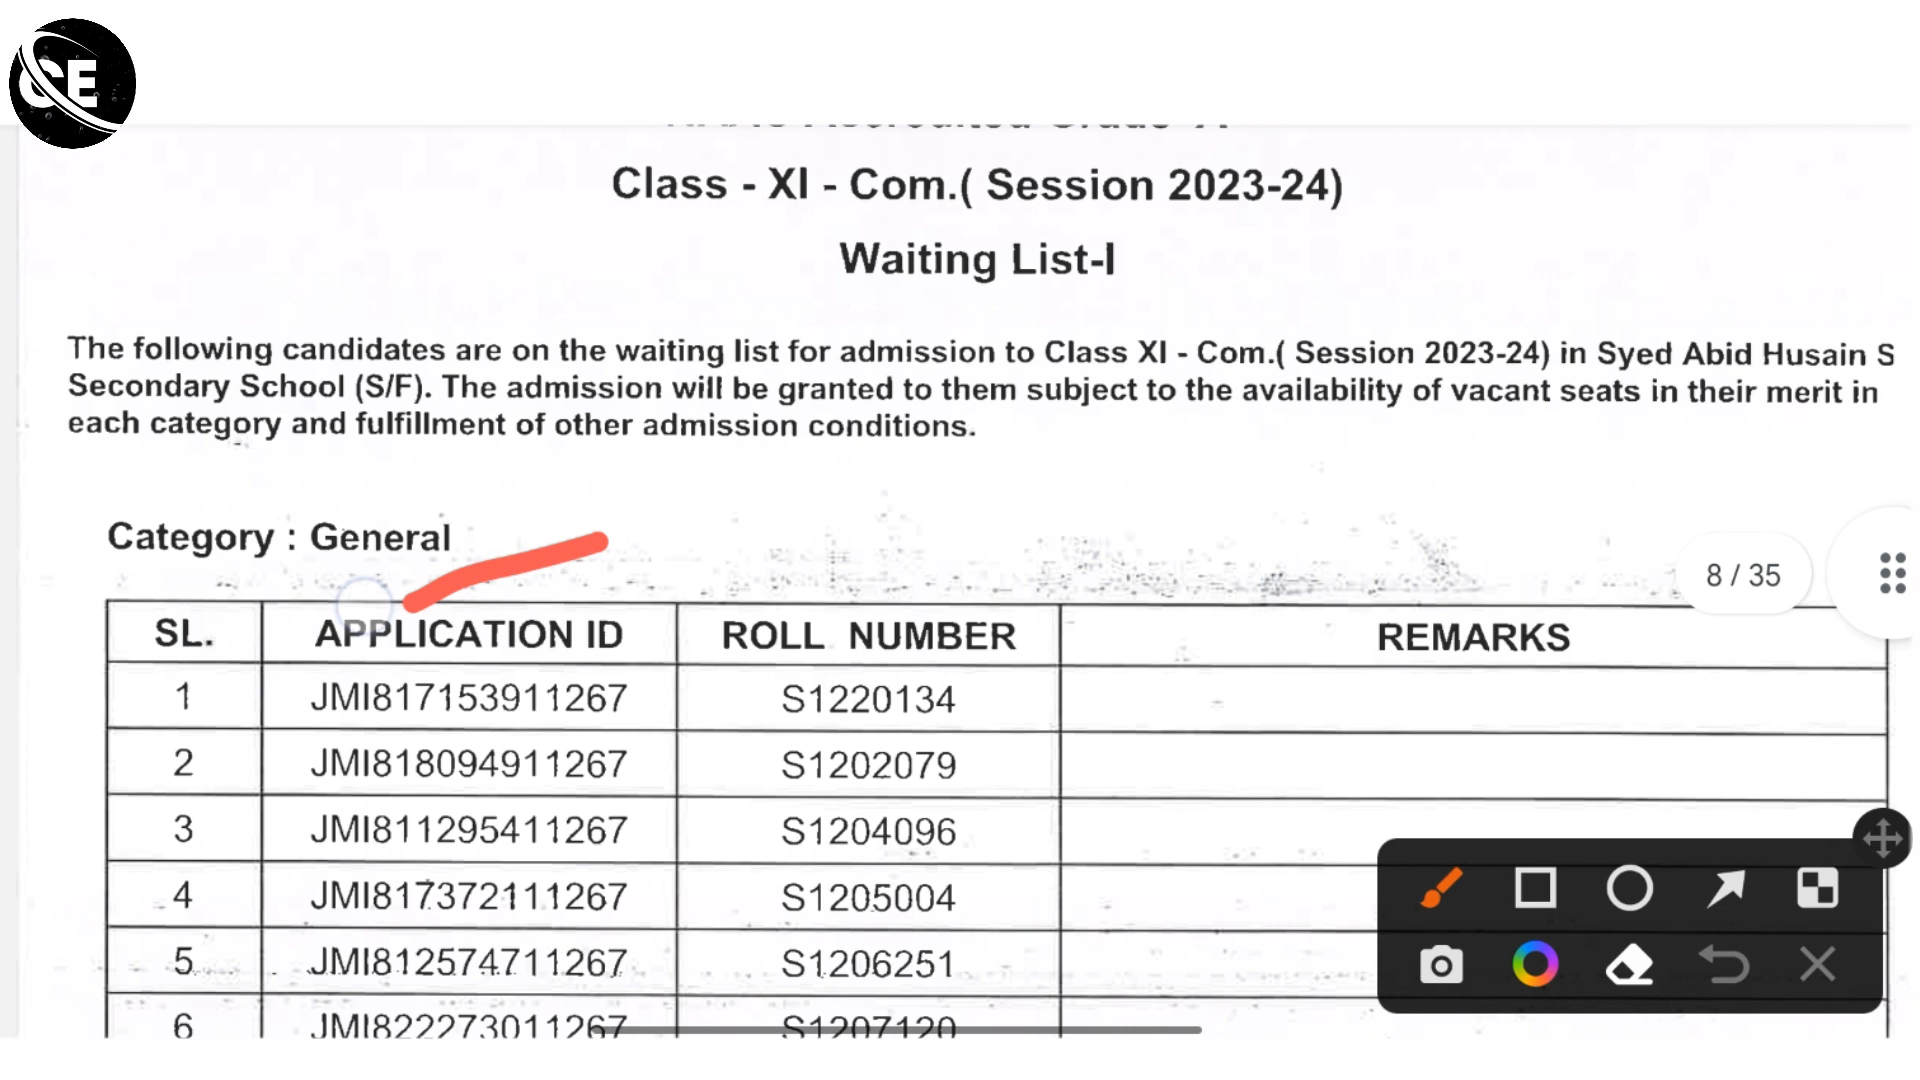 CE
Class - XI - Com.( Session 2023-24)
Waiting List-I
The following candidates are on the waiting list for admission to Class XI - Com.( Session 2023-24) in Syed Abid Husain S
Secondary School (S/F). The admission will be granted to them subject to the availability of vacant seats in their merit in
each category and fulfillment of other admission conditions.
Category : General
8 / 35
SL. APPLICATION ID ROLL NUMBER REMARKS
1 JMI817153911267 S1220134
2 JMI818094911267 S1202079
3 JMI811295411267 S1204096
4 JMI817372111267 S1205004
5 JMI812574711267 S1206251
6 JMI822273011267 S1207120